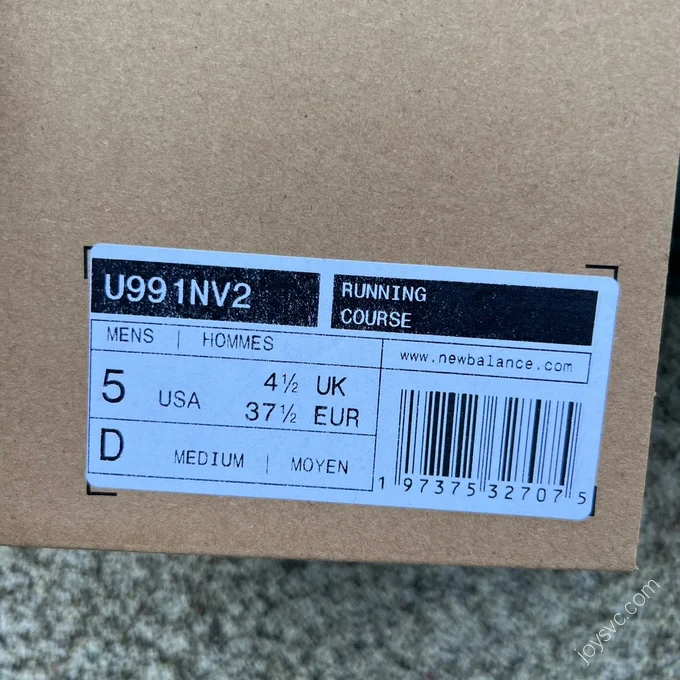 U991NV2
RUNNING
COURSE
MENS | HOMMES
www.newbalance.com
5 USA
4½ UK
37½ EUR
D MEDIUM | MOYEN
1 97375 32707 5
joysvc.com